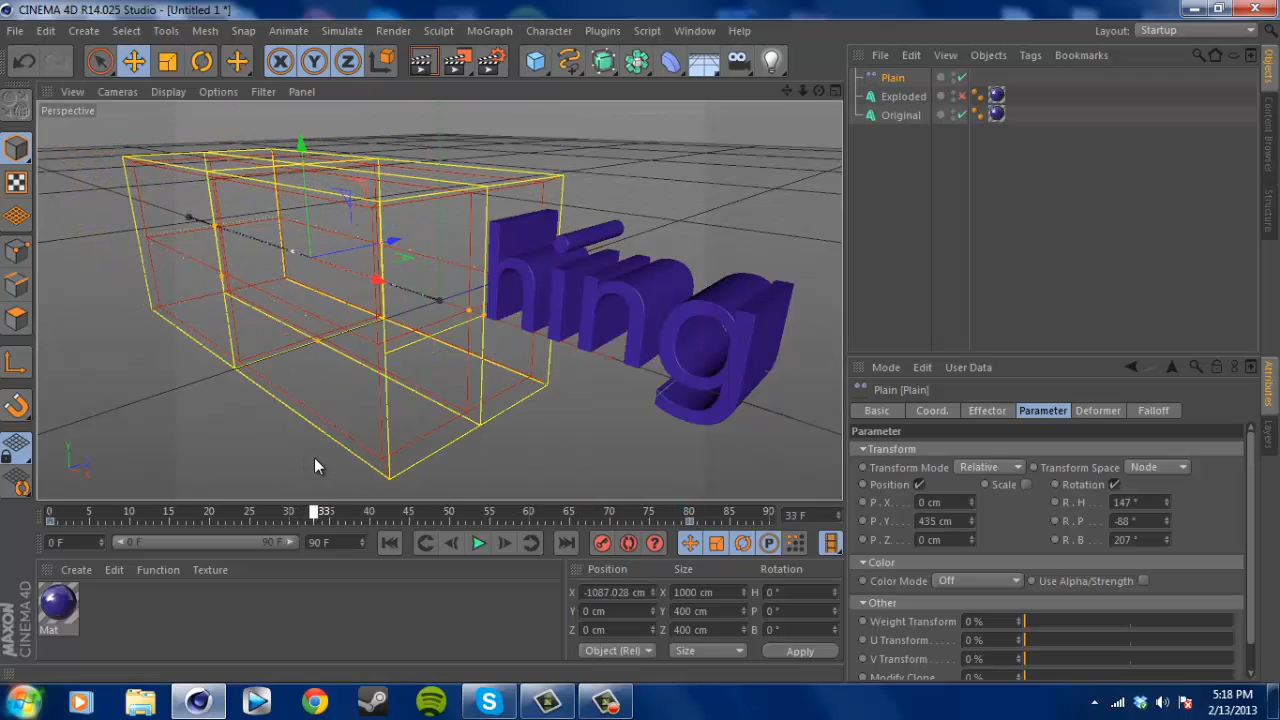 CINEMA 4D R14.025 Studio - [Untitled 1 *]
File Edit Create Select Tools Mesh Snap Animate Simulate Render Sculpt MoGraph Character Plugins Script Window Help Layout: Startup
View Cameras Display Options Filter Panel
Perspective
hing
Y
0 5 10 15 20 25 30 335 40 45 50 55 60 65 70 75 80 85 90 33 F
0 F 0 F 90 F 90 F
Create Edit Function Texture
Mat
MAXON
CINEMA 4D
Position Size Rotation
X -1087.028 cm X 1000 cm H 0 °
Y 0 cm Y 400 cm P 0 °
Z 0 cm Z 400 cm B 0 °
Object (Rel) Size Apply
File Edit View Objects Tags Bookmarks
Plain
Exploded
Original
Objects
Content Browser
Structure
Mode Edit User Data
Plain [Plain]
Basic Coord. Effector Parameter Deformer Falloff
Parameter
Transform
Transform Mode Relative Transform Space Node
Position Scale Rotation
P . X 0 cm R . H 147 °
P . Y 435 cm R . P -88 °
P . Z 0 cm R . B 207 °
Color
Color Mode Off Use Alpha/Strength
Other
Weight Transform 0 %
U Transform 0 %
V Transform 0 %
Modify Clone
Attributes
Layers
5:18 PM
2/13/2013